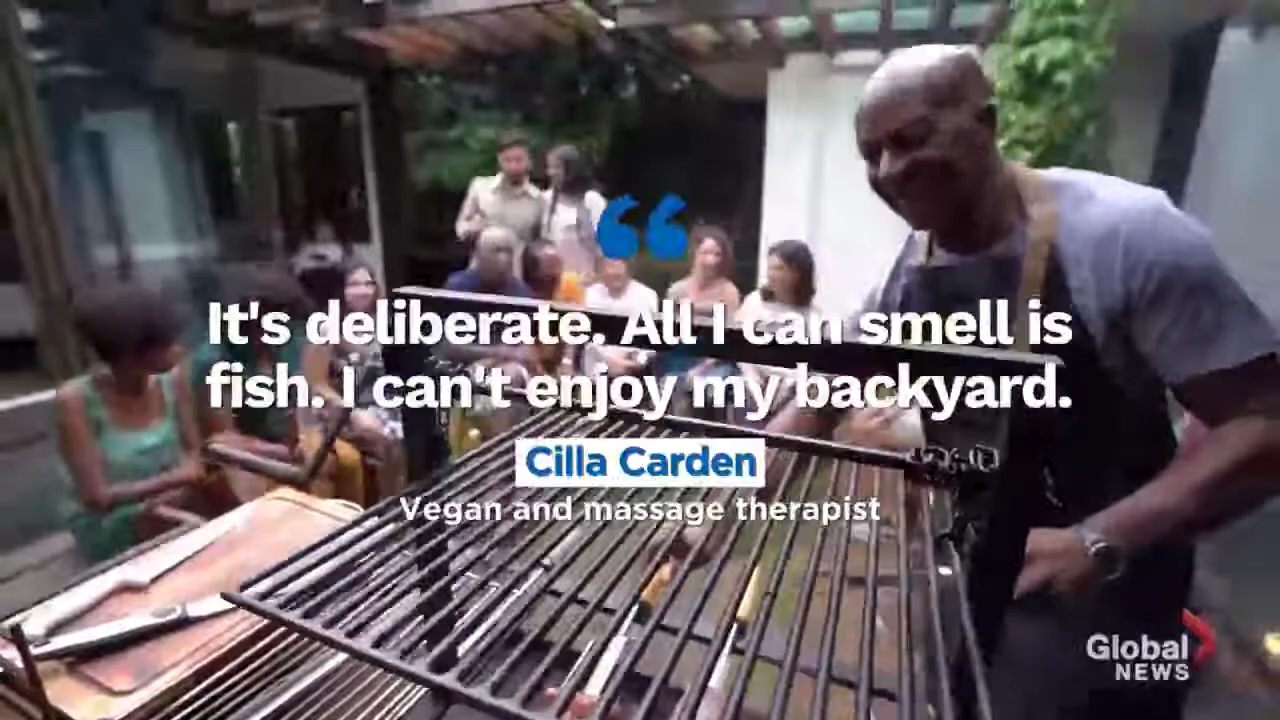 “
It's deliberate. All I can smell is
fish. I can't enjoy my backyard.
Cilla Carden
Vegan and massage therapist
Global
NEWS